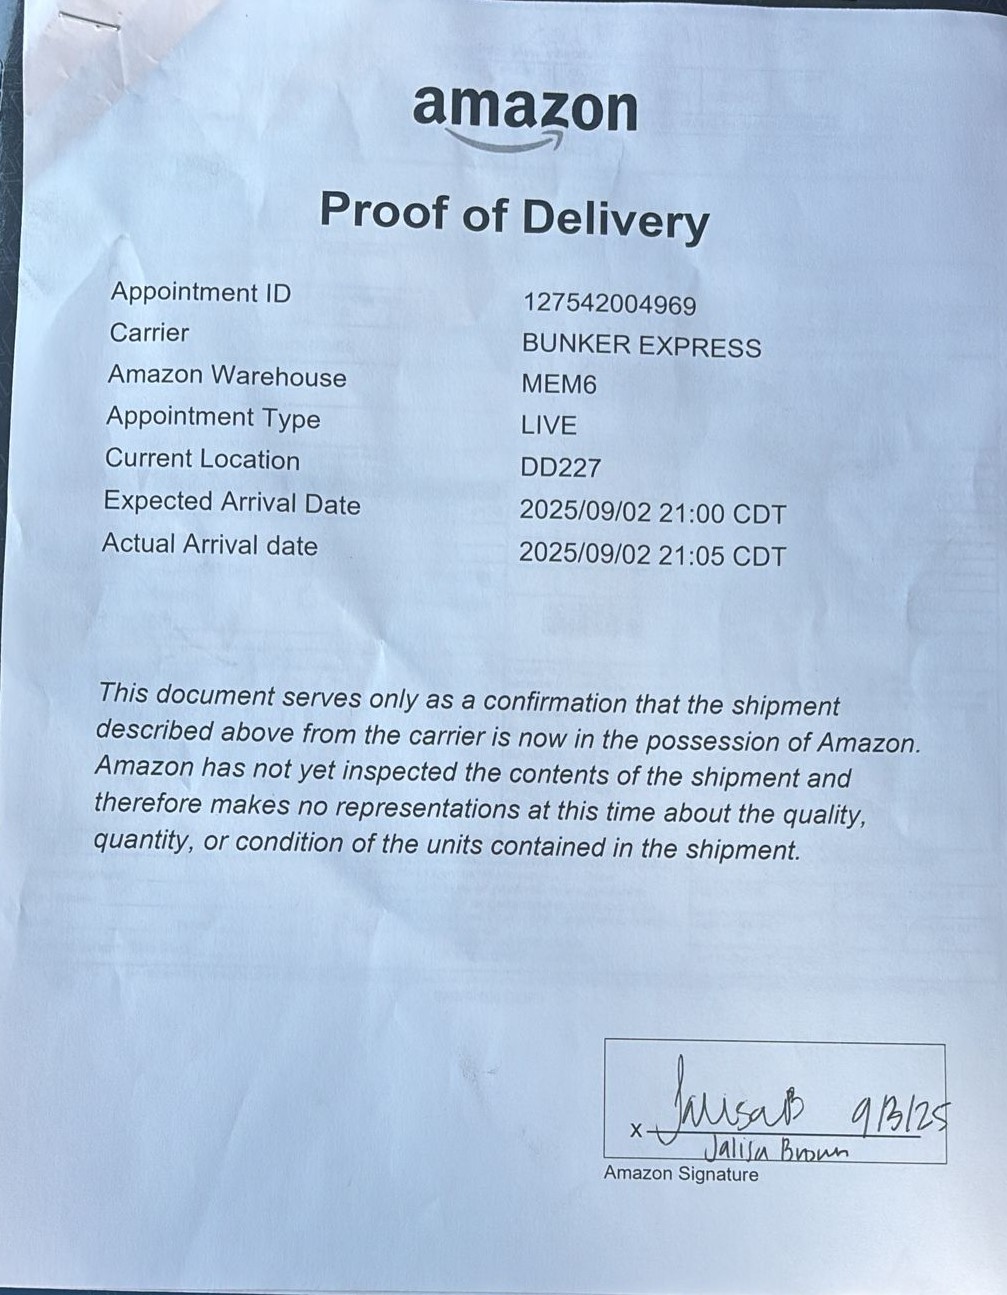 amazon
Proof of Delivery
Appointment ID 127542004969
Carrier BUNKER EXPRESS
Amazon Warehouse MEM6
Appointment Type LIVE
Current Location DD227
Expected Arrival Date 2025/09/02 21:00 CDT
Actual Arrival date 2025/09/02 21:05 CDT
This document serves only as a confirmation that the shipment
described above from the carrier is now in the possession of Amazon.
Amazon has not yet inspected the contents of the shipment and
therefore makes no representations at this time about the quality,
quantity, or condition of the units contained in the shipment.
x Jalisa B 9/3/25
Jalisa Brown
Amazon Signature